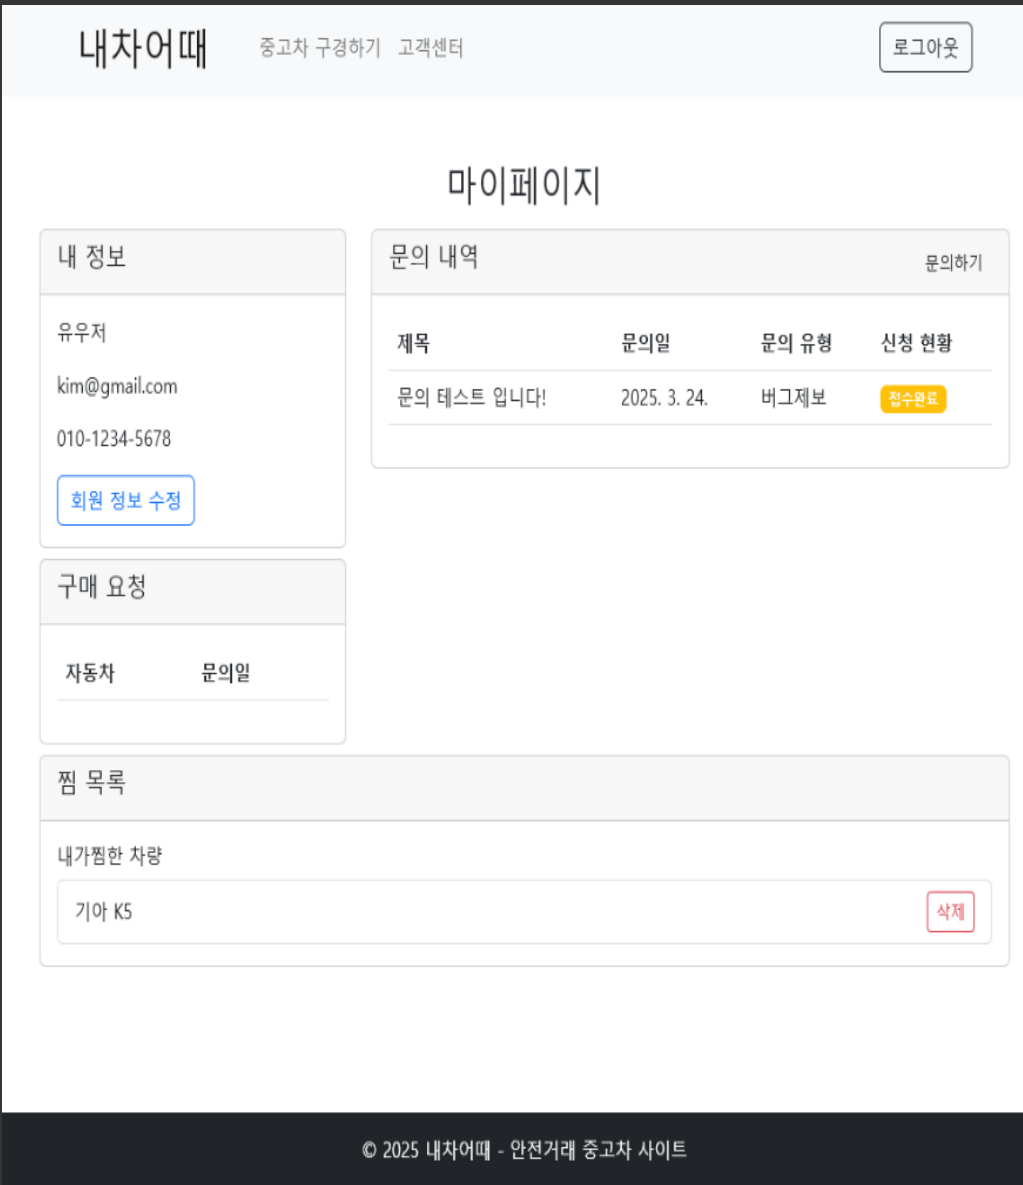 내차어때 중고차 구경하기 고객센터 로그아웃
마이페이지
내 정보
유우저
kim@gmail.com
010-1234-5678
회원 정보 수정
문의 내역 문의하기
제목 문의일 문의 유형 신청 현황
문의 테스트 입니다! 2025. 3. 24. 버그제보 접수완료
구매 요청
자동차 문의일
찜 목록
내가찜한 차량
기아 K5 삭제
© 2025 내차어때 - 안전거래 중고차 사이트